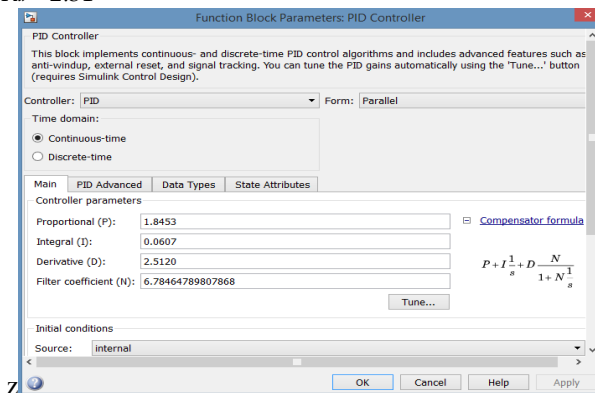 Function Block Parameters: PID Controller
PID Controller
This block implements continuous- and discrete-time PID control algorithms and includes advanced features such as
anti-windup, external reset, and signal tracking. You can tune the PID gains automatically using the 'Tune...' button
(requires Simulink Control Design).
Controller: PID Form: Parallel
Time domain:
Continuous-time
Discrete-time
Main PID Advanced Data Types State Attributes
Controller parameters
Proportional (P): 1.8453 Compensator formula
Integral (I): 0.0607
Derivative (D): 2.5120 P+I 1/s +D N/(1+N 1/s)
Filter coefficient (N): 6.78464789807868
Tune...
Initial conditions
Source: internal
Z OK Cancel Help Apply